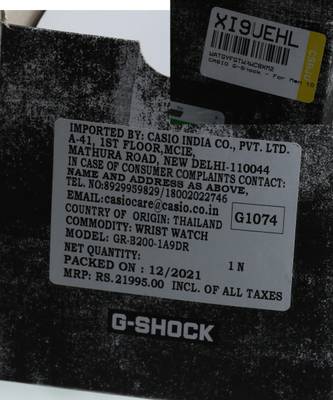 XI9UEHL
CASIO G-Shock - For Men
IMPORTED BY: CASIO INDIA CO., PVT. LTD.
A-41, 1ST FLOOR,MCIE,
MATHURA ROAD, NEW DELHI-110044
IN CASE OF CONSUMER COMPLAINTS CONTACT:
NAME AND ADDRESS AS ABOVE,
TEL. NO:8929959829/18002022746
EMAIL:casiocare@casio.co.in
COUNTRY OF ORIGIN: THAILAND
G1074
COMMODITY: WRIST WATCH
MODEL: GR-B200-1A9DR
NET QUANTITY: 1 N
PACKED ON : 12/2021
MRP: RS.21995.00 INCL. OF ALL TAXES
G-SHOCK